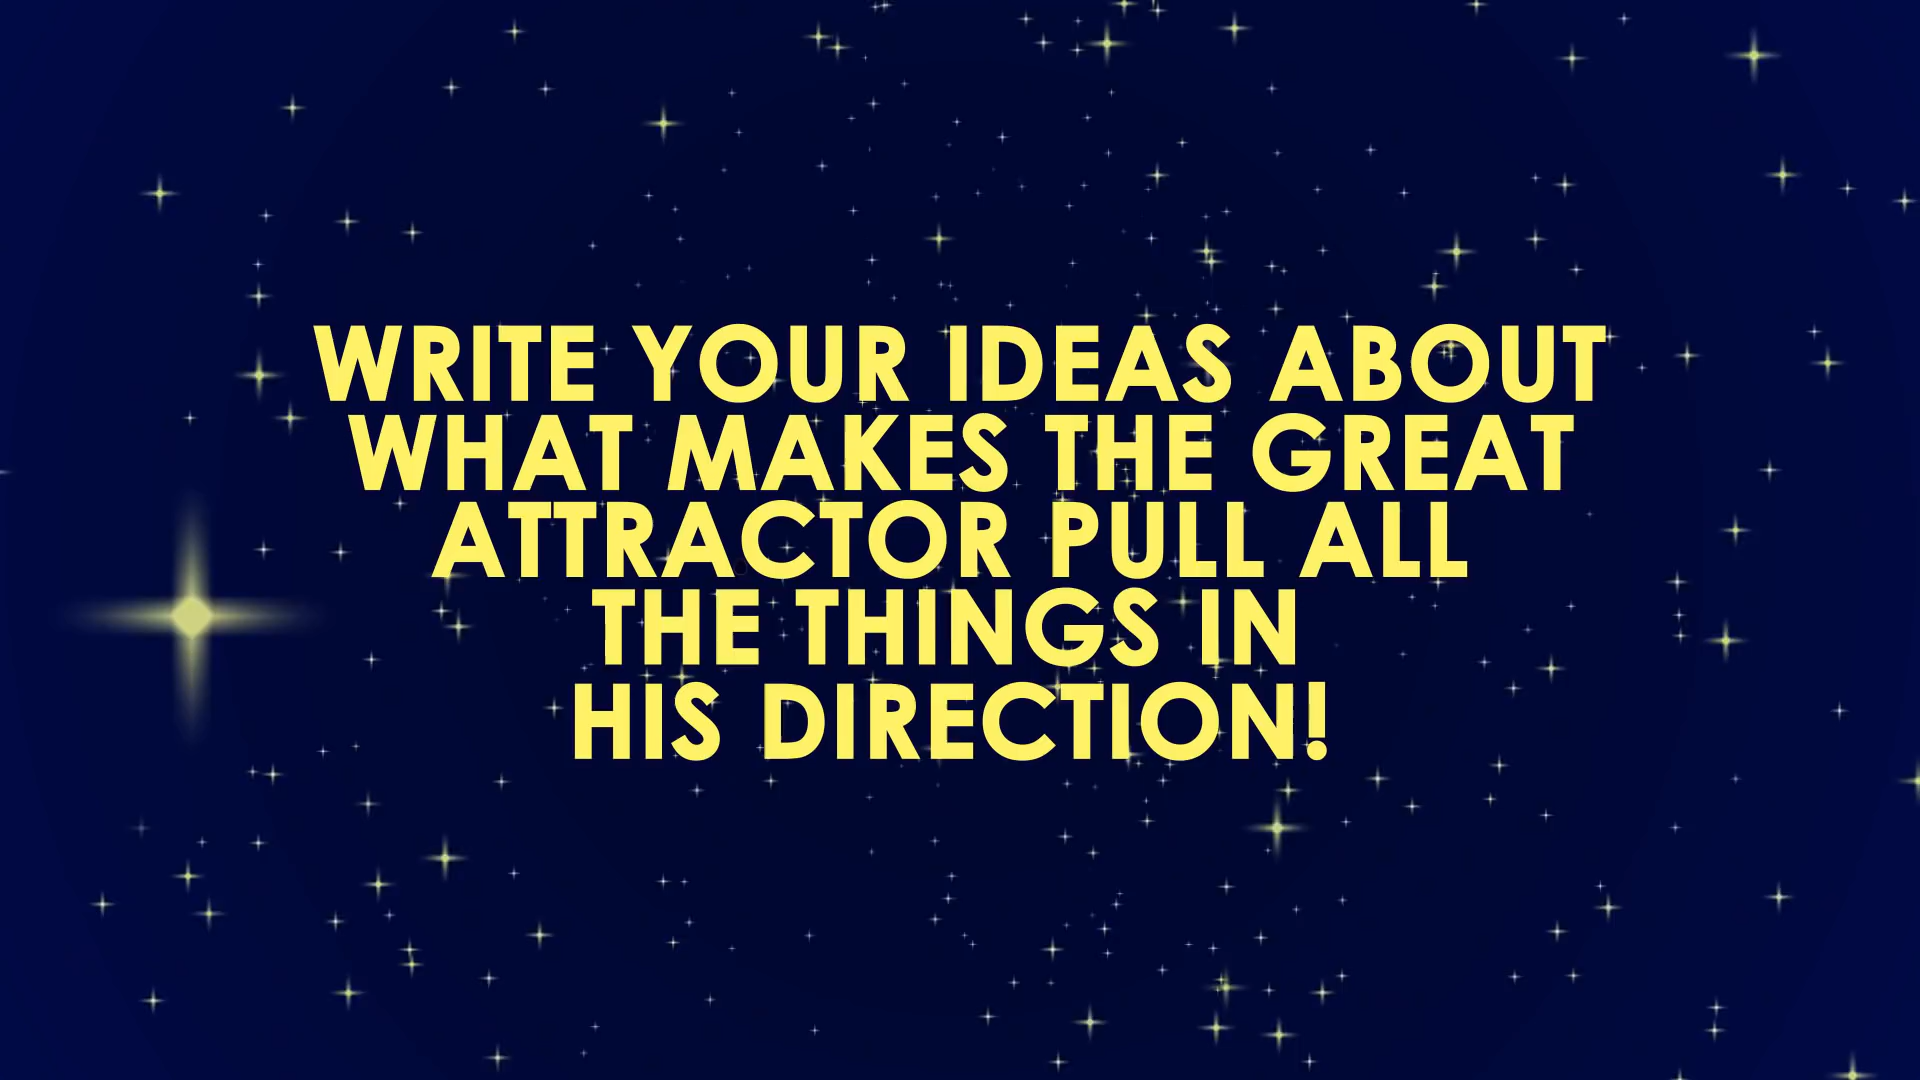 WRITE YOUR IDEAS ABOUT
WHAT MAKES THE GREAT
ATTRACTOR PULL ALL
THE THINGS IN
HIS DIRECTION!